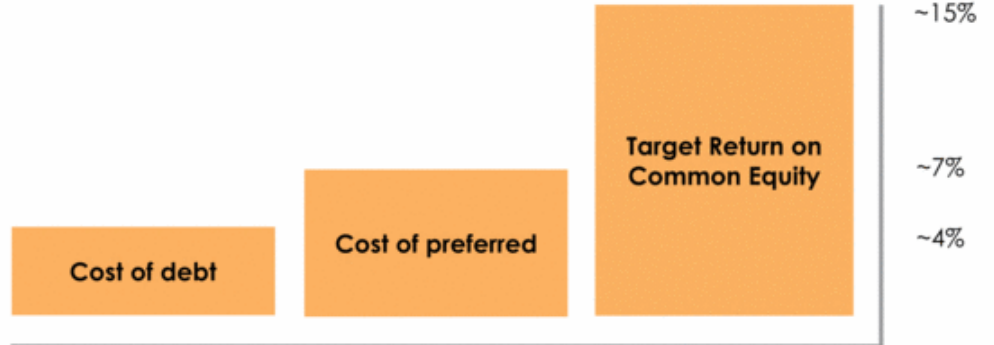 ~15%
Target Return on
Common Equity
~7%
Cost of preferred
~4%
Cost of debt